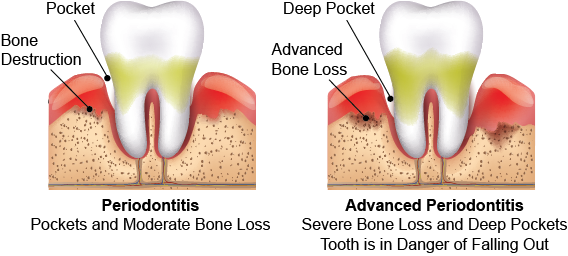 Pocket
Bone
Destruction
Periodontitis
Pockets and Moderate Bone Loss
Deep Pocket
Advanced
Bone Loss
Advanced Periodontitis
Severe Bone Loss and Deep Pockets
Tooth is in Danger of Falling Out